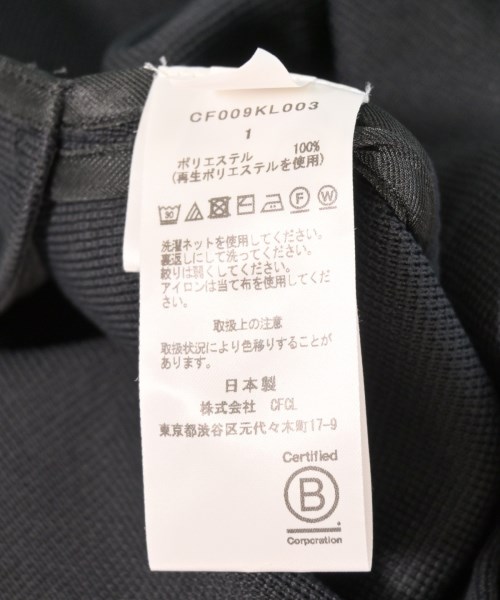 CF009KL003
1
ポリエステル 100%
(再生ポリエステルを使用)
30 F W
洗濯ネットを使用してください。
裏返しにして洗ってください。
絞りは弱くしてください。
アイロンは当て布を使用してください。
取扱上の注意
取扱状況により色移りすることが
あります。
日本製
株式会社 CFCL
東京都渋谷区元代々木町17-9
Certified
B
Corporation